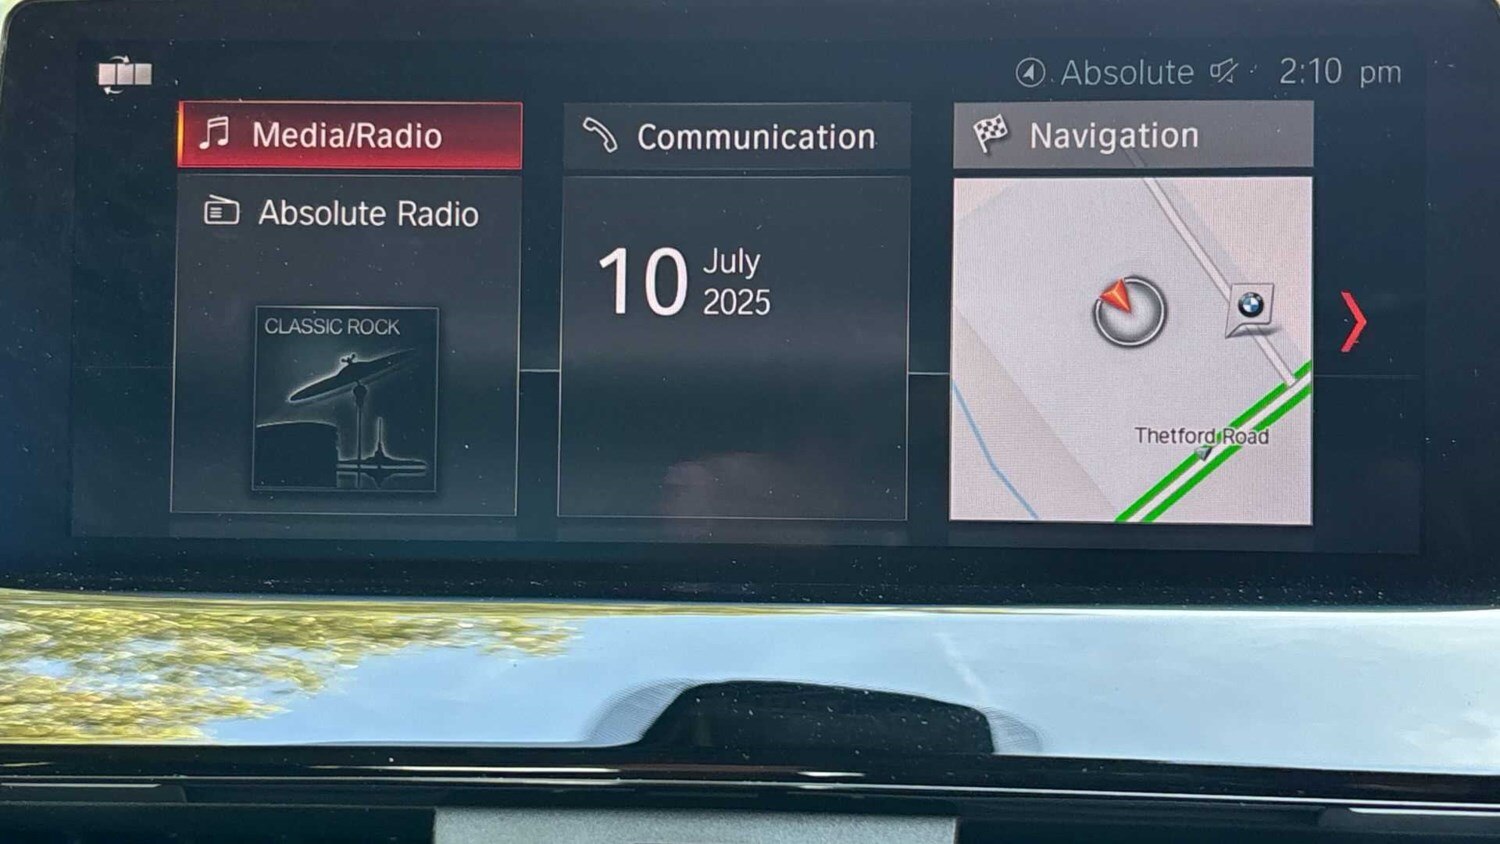 Absolute 2:10 pm
Media/Radio
Communication
Navigation
Absolute Radio
CLASSIC ROCK
10 July
2025
Thetford Road